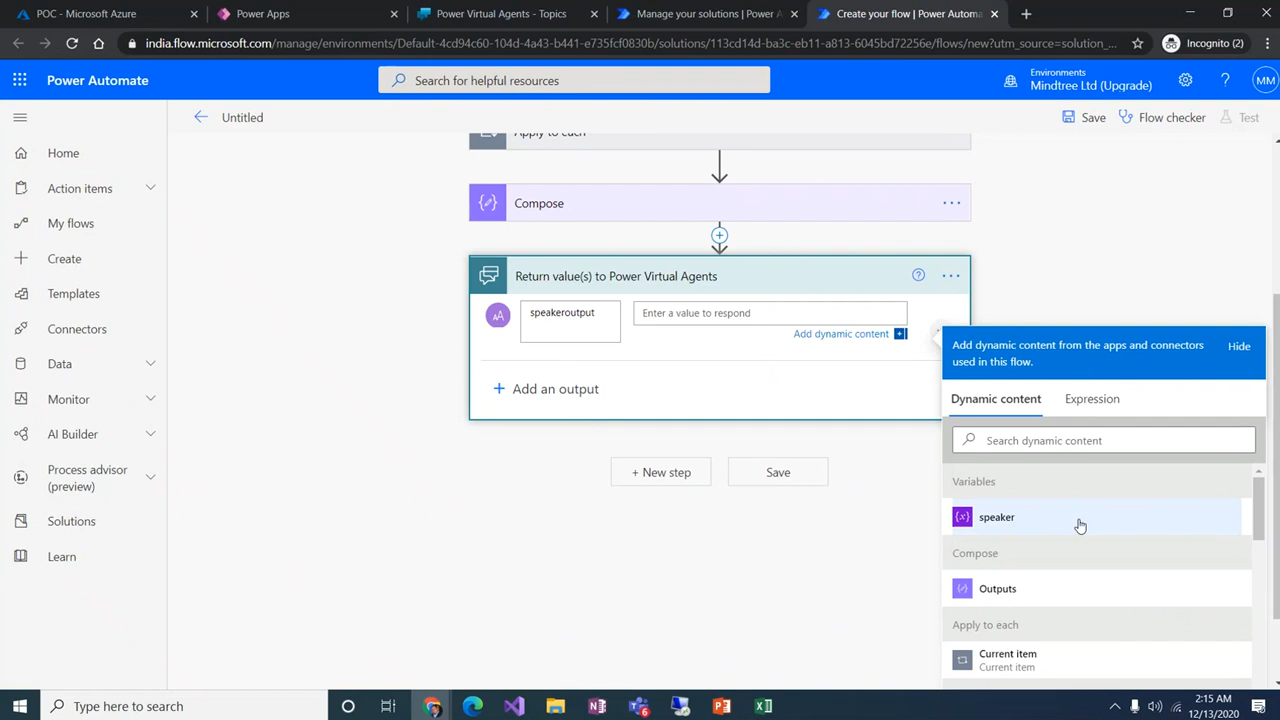 POC - Microsoft Azure
Power Apps
Power Virtual Agents - Topics
Manage your solutions | Power A
Create your flow | Power Automa
india.flow.microsoft.com/manage/environments/Default-4cd94c60-104d-4a43-b441-e735fcf0830b/solutions/113cd14d-ba3c-eb11-a813-6045bd72256e/flows/new?utm_source=solution_...
Incognito (2)
Power Automate
Search for helpful resources
Environments
Mindtree Ltd (Upgrade)
MM
Untitled
Save
Flow checker
Test
Home
Action items
My flows
Create
Templates
Connectors
Data
Monitor
AI Builder
Process advisor
(preview)
Solutions
Learn
Apply to each
Compose
Return value(s) to Power Virtual Agents
speakeroutput
Enter a value to respond
Add dynamic content
Add an output
+ New step
Save
Add dynamic content from the apps and connectors
used in this flow.
Hide
Dynamic content
Expression
Search dynamic content
Variables
speaker
Compose
Outputs
Apply to each
Current item
Current item
Type here to search
2:15 AM
12/13/2020